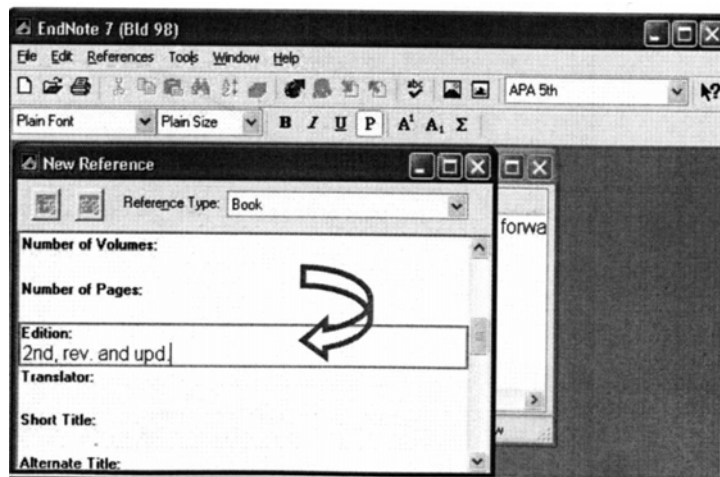 EndNote 7 (Bld 98)
File Edit References Tools Window Help
APA 5th
Plain Font Plain Size B I U P A¹ A₁ Σ
New Reference
Reference Type: Book
forwa
Number of Volumes:
Number of Pages:
Edition:
2nd, rev. and upd.
Translator:
Short Title:
Alternate Title: